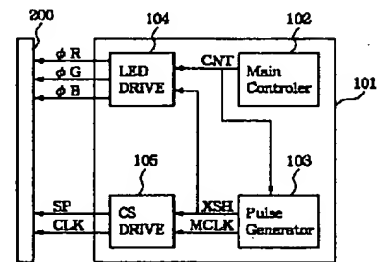 200
104
102
φR
φG
φB
LED
DRIVE
CNT
Main
Controler
101
105
103
SP
CLK
CS
DRIVE
XSH
MCLK
Pulse
Generator